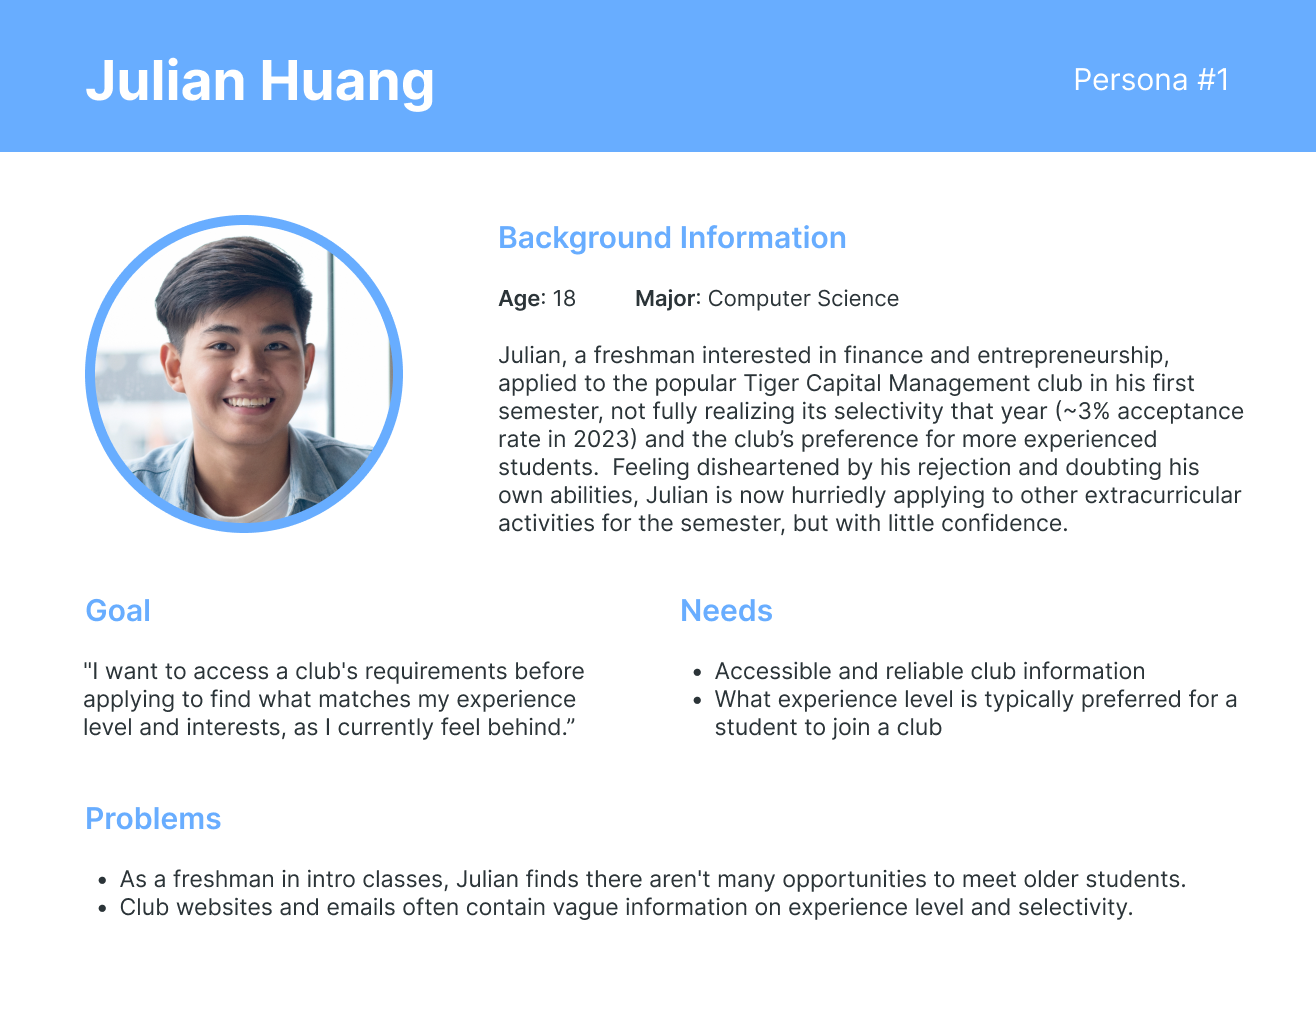 Julian Huang
Persona #1
Background Information
Age: 18 Major: Computer Science
Julian, a freshman interested in finance and entrepreneurship,
applied to the popular Tiger Capital Management club in his first
semester, not fully realizing its selectivity that year (~3% acceptance
rate in 2023) and the club’s preference for more experienced
students.  Feeling disheartened by his rejection and doubting his
own abilities, Julian is now hurriedly applying to other extracurricular
activities for the semester, but with little confidence.
Goal
"I want to access a club's requirements before
applying to find what matches my experience
level and interests, as I currently feel behind.”
Needs
• Accessible and reliable club information
• What experience level is typically preferred for a
student to join a club
Problems
• As a freshman in intro classes, Julian finds there aren't many opportunities to meet older students.
• Club websites and emails often contain vague information on experience level and selectivity.